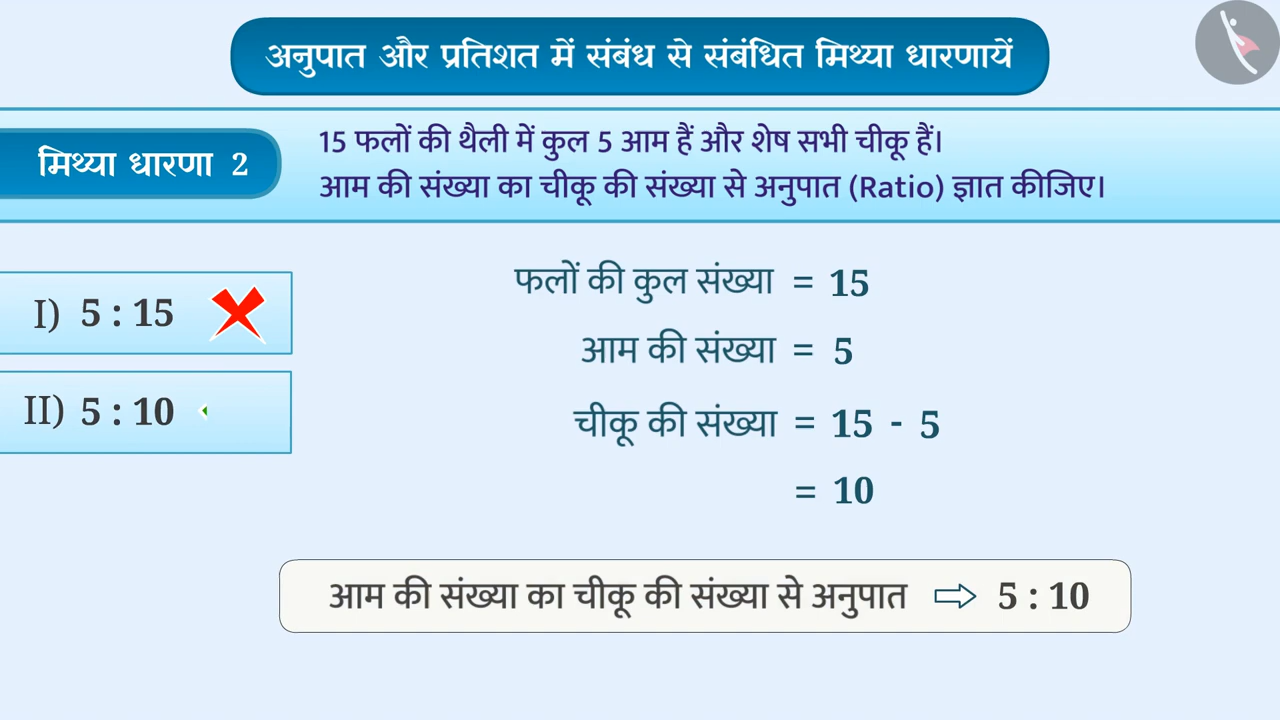 अनुपात और प्रतिशत में संबंध से संबंधित मिथ्या धारणायें
मिथ्या धारणा 2
15 फलों की थैली में कुल 5 आम हैं और शेष सभी चीकू हैं।
आम की संख्या का चीकू की संख्या से अनुपात (Ratio) ज्ञात कीजिए।
I) 5 : 15
II) 5 : 10
फलों की कुल संख्या = 15
आम की संख्या = 5
चीकू की संख्या = 15 - 5
= 10
आम की संख्या का चीकू की संख्या से अनुपात ⇨ 5 : 10